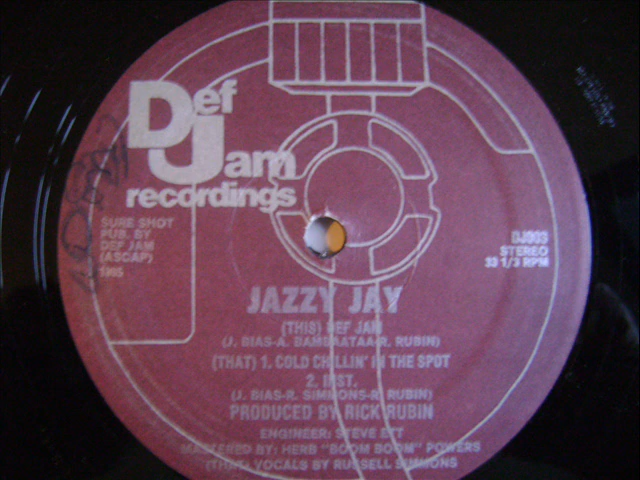 Def
Jam
recordings
SURE SHOT
PUB. BY
DEF JAM
(ASCAP)
1985
STEREO
33 1/3 RPM
JAZZY JAY
(THIS) DEF JAM
(J. BIAS-A. BAMBAATAA-R. RUBIN)
(THAT) 1. COLD CHILLIN' IN THE SPOT
2. INST.
(J. BIAS-R. SIMMONS-R. RUBIN)
PRODUCED BY RICK RUBIN
ENGINEER: STEVE ETT
MASTERED BY: HERB "BOOM BOOM" POWERS
(THAT) VOCALS BY RUSSELL SIMMONS